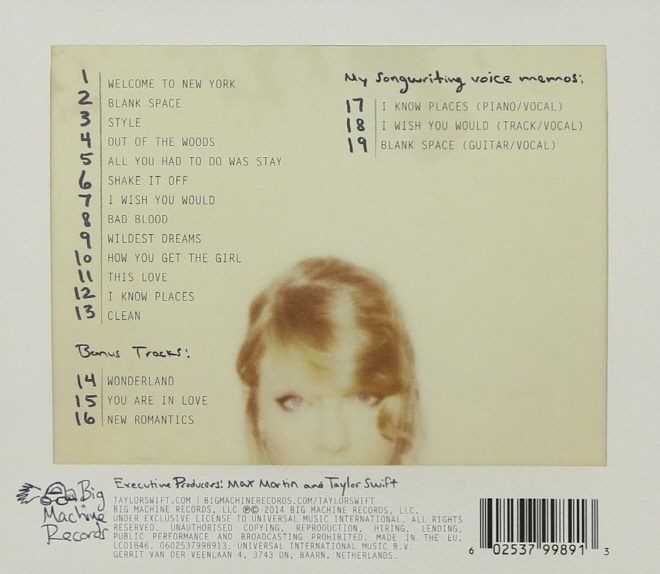 1 WELCOME TO NEW YORK
2 BLANK SPACE
3 STYLE
4 OUT OF THE WOODS
5 ALL YOU HAD TO DO WAS STAY
6 SHAKE IT OFF
7 I WISH YOU WOULD
8 BAD BLOOD
9 WILDEST DREAMS
10 HOW YOU GET THE GIRL
11 THIS LOVE
12 I KNOW PLACES
13 CLEAN
Bonus Tracks:
14 WONDERLAND
15 YOU ARE IN LOVE
16 NEW ROMANTICS
My songwriting voice memos:
17 I KNOW PLACES (PIANO/VOCAL)
18 I WISH YOU WOULD (TRACK/VOCAL)
19 BLANK SPACE (GUITAR/VOCAL)
Big
Machine
Records
Executive Producers: Max Martin and Taylor Swift
TAYLORSWIFT.COM | BIGMACHINERECORDS.COM/TAYLORSWIFT
BIG MACHINE RECORDS, LLC ℗© 2014 BIG MACHINE RECORDS, LLC.
UNDER EXCLUSIVE LICENSE TO UNIVERSAL MUSIC INTERNATIONAL. ALL RIGHTS
RESERVED. UNAUTHORISED COPYING, REPRODUCTION, HIRING, LENDING,
PUBLIC PERFORMANCE AND BROADCASTING PROHIBITED. MADE IN THE EU.
LC01846. 0602537998913. UNIVERSAL INTERNATIONAL MUSIC B.V.
GERRIT VAN DER VEENLAAN 4, 3743 DN, BAARN, NETHERLANDS.
6 02537 99891 3